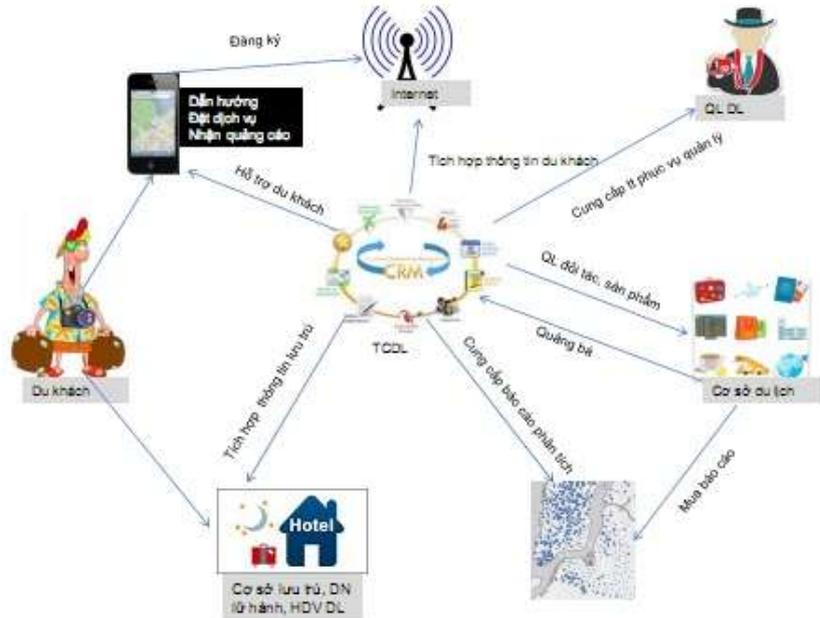 Đăng ký
Internet
QL DL
Dẫn hướng
Đặt dịch vụ
Nhận quảng cáo
Hỗ trợ du khách
Tích hợp thông tin du khách
Cung cấp tt phục vụ quản lý
CRM
TCDL
QL đối tác, sản phẩm
Quảng bá
Cơ sở du lịch
Du khách
Tích hợp thông tin lưu trú
Cung cấp báo cáo phân tích
Mua báo cáo
Hotel
Cơ sở lưu trú, DN
lữ hành, HDV DL